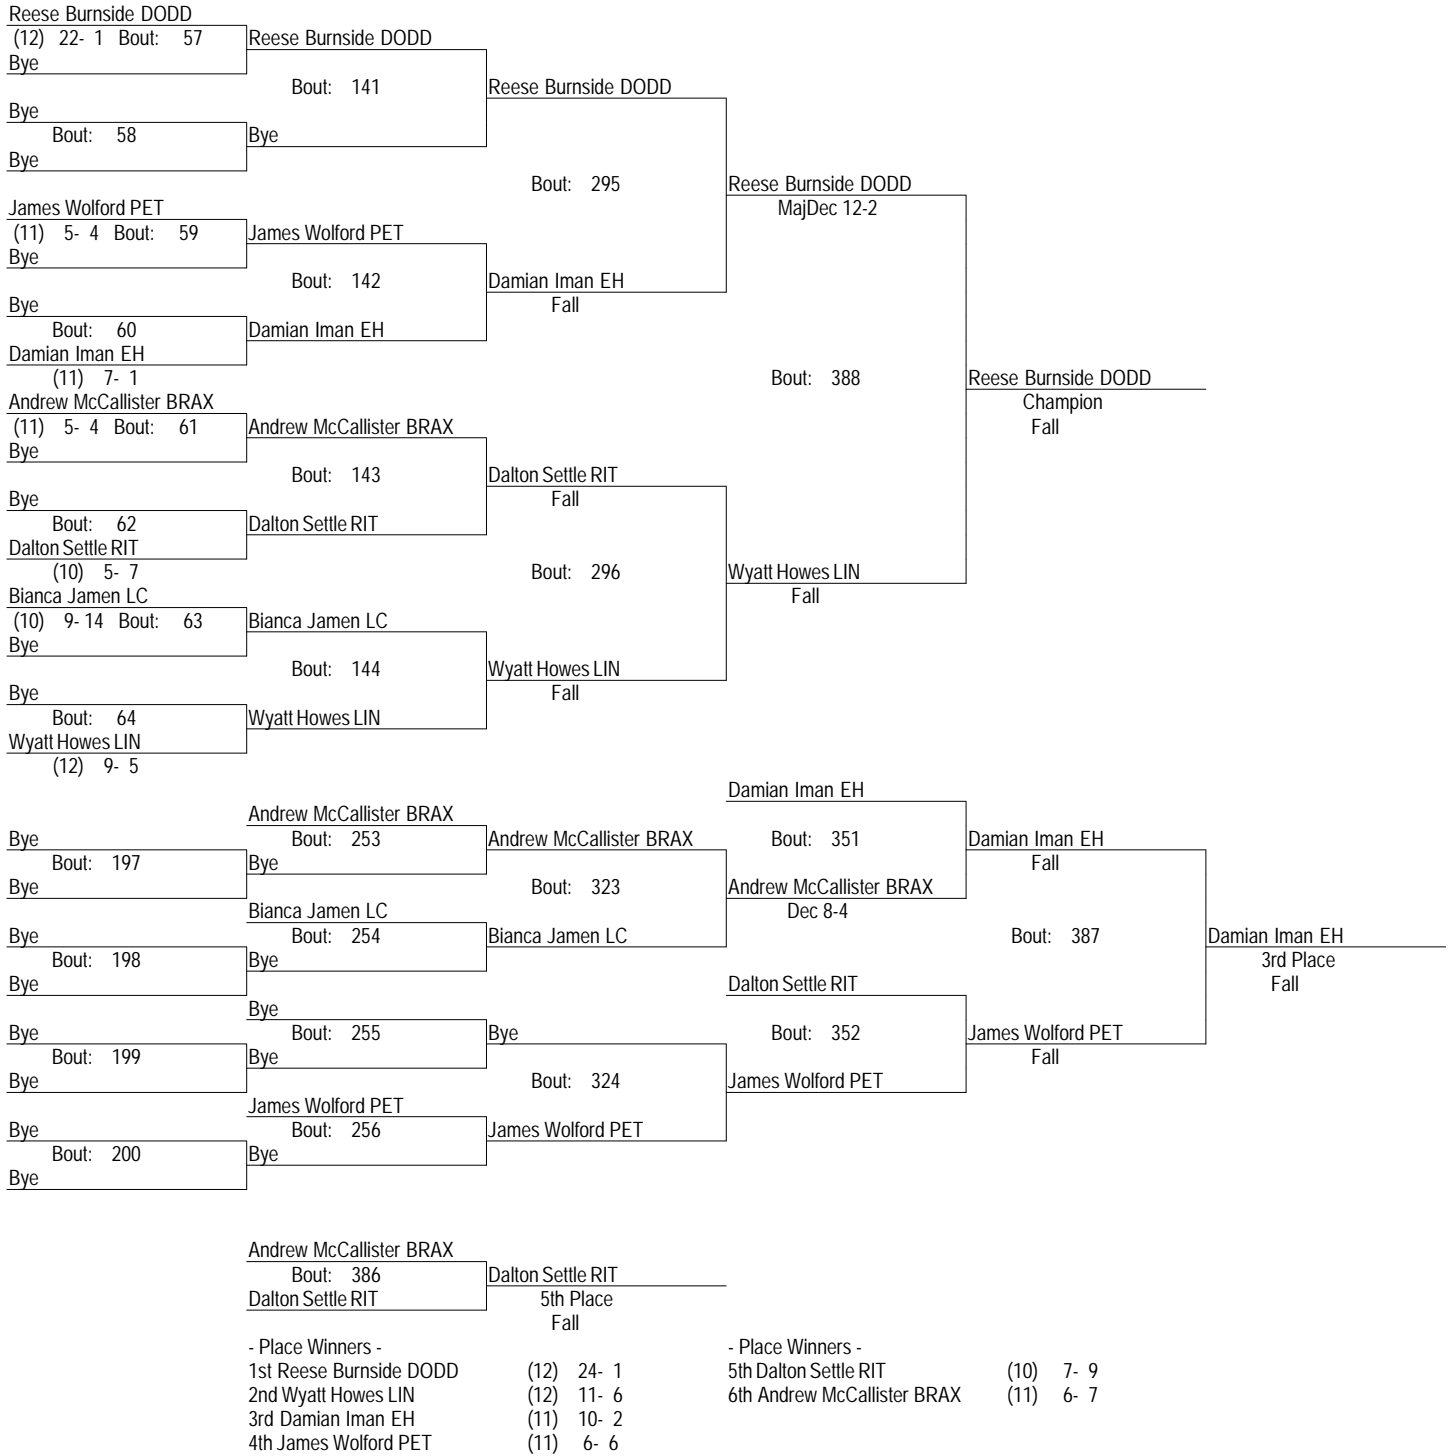 Reese Burnside DODD
(12) 22- 1 Bout: 57 Reese Burnside DODD
Bye
Bout: 141 Reese Burnside DODD
Bye
Bout: 58 Bye
Bye
Bout: 295 Reese Burnside DODD
James Wolford PET MajDec 12-2
(11) 5- 4 Bout: 59 James Wolford PET
Bye
Bout: 142 Damian Iman EH
Bye Fall
Bout: 60 Damian Iman EH
Damian Iman EH
(11) 7- 1 Bout: 388 Reese Burnside DODD
Andrew McCallister BRAX Champion
(11) 5- 4 Bout: 61 Andrew McCallister BRAX Fall
Bye
Bout: 143 Dalton Settle RIT
Bye Fall
Bout: 62 Dalton Settle RIT
Dalton Settle RIT
(10) 5- 7 Bout: 296 Wyatt Howes LIN
Bianca Jamen LC Fall
(10) 9- 14 Bout: 63 Bianca Jamen LC
Bye
Bout: 144 Wyatt Howes LIN
Bye Fall
Bout: 64 Wyatt Howes LIN
Wyatt Howes LIN
(12) 9- 5
Damian Iman EH
Andrew McCallister BRAX
Bye Bout: 253 Andrew McCallister BRAX Bout: 351 Damian Iman EH
Bout: 197 Bye Fall
Bye Bout: 323 Andrew McCallister BRAX
Bianca Jamen LC Dec 8-4
Bye Bout: 254 Bianca Jamen LC Bout: 387 Damian Iman EH
Bout: 198 Bye 3rd Place
Bye Dalton Settle RIT Fall
Bye
Bye Bout: 255 Bye Bout: 352 James Wolford PET
Bout: 199 Bye Fall
Bye Bout: 324 James Wolford PET
James Wolford PET
Bye Bout: 256 James Wolford PET
Bout: 200 Bye
Bye
Andrew McCallister BRAX
Bout: 386 Dalton Settle RIT
Dalton Settle RIT 5th Place
Fall
- Place Winners - - Place Winners -
1st Reese Burnside DODD (12) 24- 1 5th Dalton Settle RIT (10) 7- 9
2nd Wyatt Howes LIN (12) 11- 6 6th Andrew McCallister BRAX (11) 6- 7
3rd Damian Iman EH (11) 10- 2
4th James Wolford PET (11) 6- 6